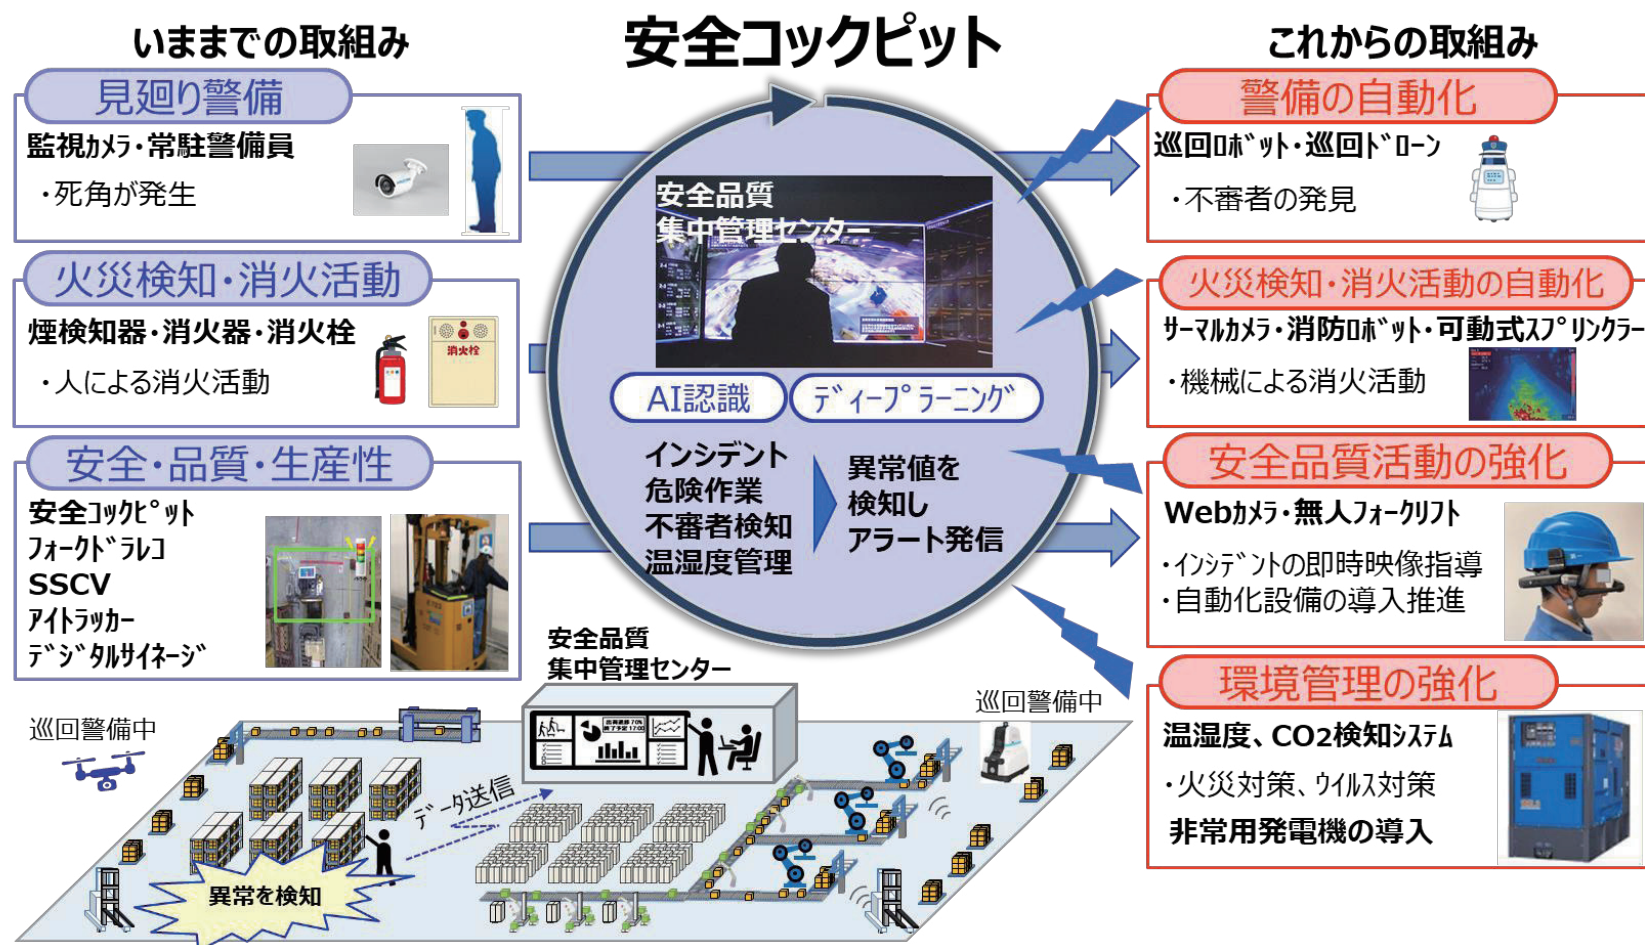 安全コックピット
いままでの取組み
見廻り警備
監視ｶﾒﾗ・常駐警備員
・死角が発生
火災検知・消火活動
煙検知器・消火器・消火栓
消火栓
・人による消火活動
安全・品質・生産性
安全ｺｯｸﾋﾟｯﾄ
ﾌｫｰｸﾄﾞﾗﾚｺ
SSCV
ｱｲﾄﾗｯｶｰ
ﾃﾞｼﾞﾀﾙｻｲﾈｰｼﾞ
安全品質
集中管理センター
AI認識
ﾃﾞｨｰﾌﾟﾗｰﾆﾝｸﾞ
インシデント
危険作業
不審者検知
温湿度管理
異常値を
検知し
アラート発信
これからの取組み
警備の自動化
巡回ﾛﾎﾞｯﾄ・巡回ﾄﾞﾛｰﾝ
・不審者の発見
火災検知・消火活動の自動化
ｻｰﾏﾙｶﾒﾗ・消防ﾛﾎﾞｯﾄ・可動式ｽﾌﾟﾘﾝｸﾗｰ
・機械による消火活動
安全品質活動の強化
Webｶﾒﾗ・無人ﾌｫｰｸﾘﾌﾄ
・ｲﾝｼﾃﾞﾝﾄの即時映像指導
・自動化設備の導入推進
環境管理の強化
温湿度、CO2検知ｼｽﾃﾑ
・火災対策、ｳｲﾙｽ対策
非常用発電機の導入
安全品質
集中管理センター
巡回警備中
巡回警備中
出荷進捗 70%
終了予定 17:00
データ送信
異常を検知